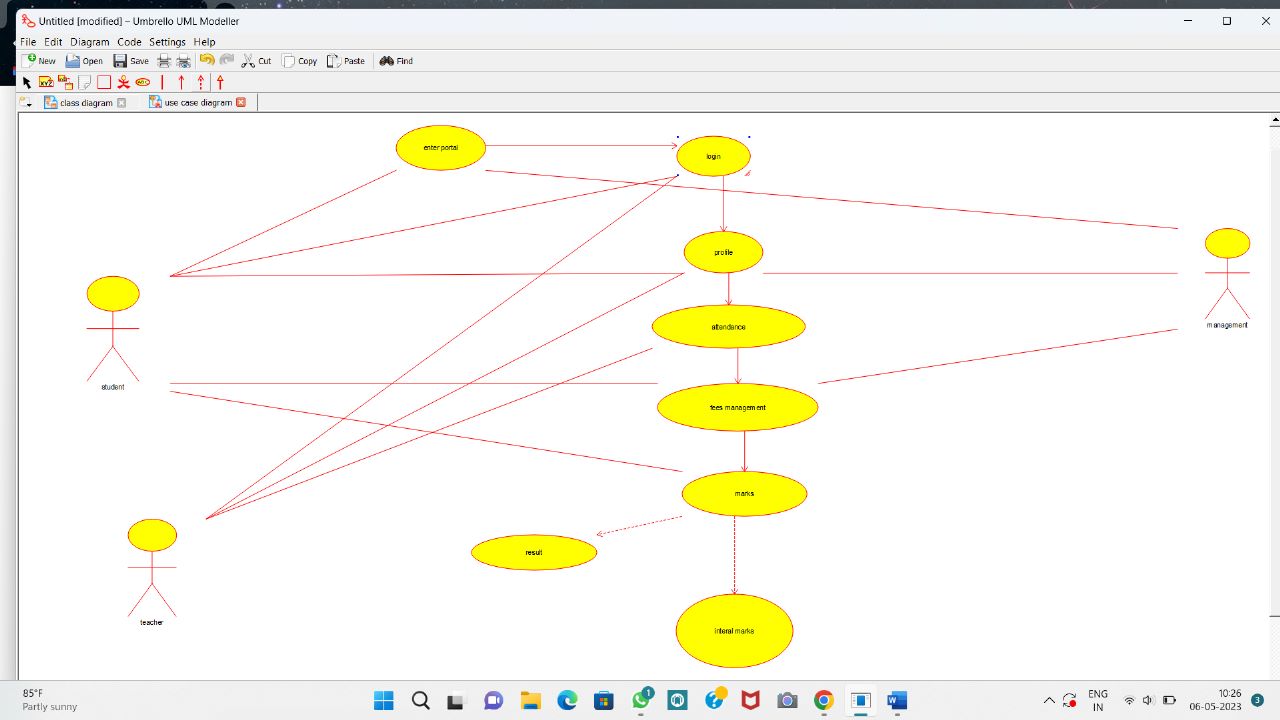 Untitled [modified] – Umbrello UML Modeller
File Edit Diagram Code Settings Help
New Open Save Cut Copy Paste Find
class diagram use case diagram
enter portal
login
profile
management
attendance
student
fees management
marks
result
teacher
interal marks
85°F
Partly sunny
1
ENG
IN
10:26
06-05-2023
3